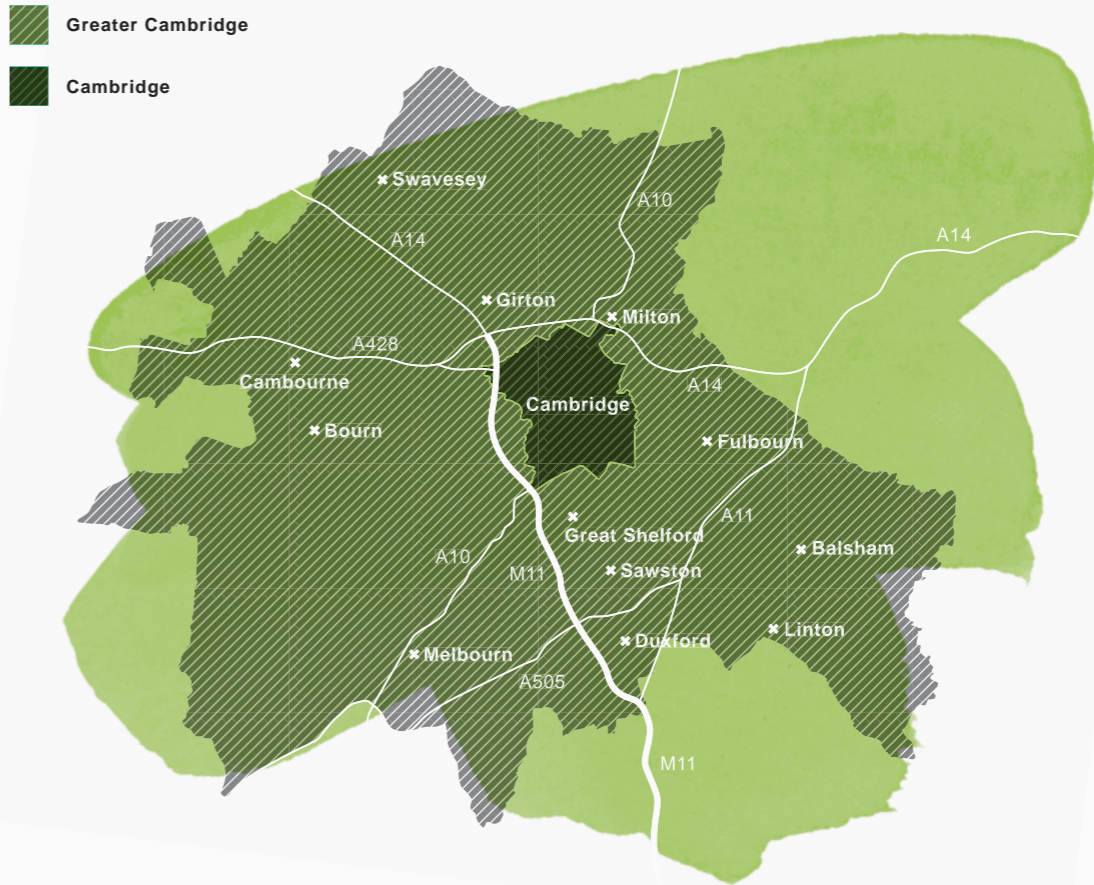 Greater Cambridge
Cambridge
Swavesey
A10
A14
A14
Girton
Milton
A428
Cambourne
A14
Cambridge
Bourn
Fulbourn
A11
Great Shelford
Balsham
A10
M11
Sawston
Linton
Duxford
Melbourn
A505
M11